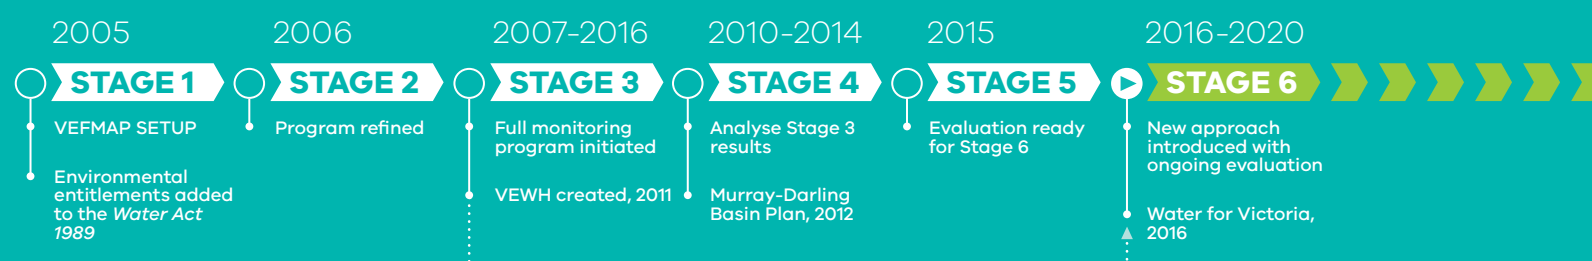 2005
STAGE 1
VEFMAP SETUP
Environmental
entitlements added
to the Water Act
1989
2006
STAGE 2
Program refined
2007-2016
STAGE 3
Full monitoring
program initiated
VEWH created, 2011
2010-2014
STAGE 4
Analyse Stage 3
results
Murray-Darling
Basin Plan, 2012
2015
STAGE 5
Evaluation ready
for Stage 6
2016-2020
STAGE 6
New approach
introduced with
ongoing evaluation
Water for Victoria,
2016